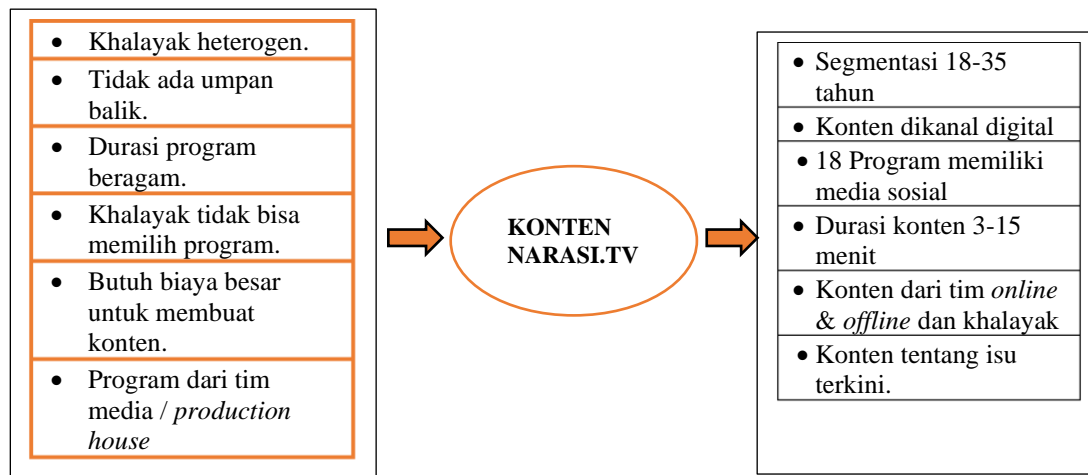 • Khalayak heterogen.
• Tidak ada umpan
balik.
• Durasi program
beragam.
• Khalayak tidak bisa
memilih program.
• Butuh biaya besar
untuk membuat
konten.
• Program dari tim
media / production
house
KONTEN
NARASI.TV
• Segmentasi 18-35
tahun
• Konten dikanal digital
• 18 Program memiliki
media sosial
• Durasi konten 3-15
menit
• Konten dari tim online
& offline dan khalayak
• Konten tentang isu
terkini.